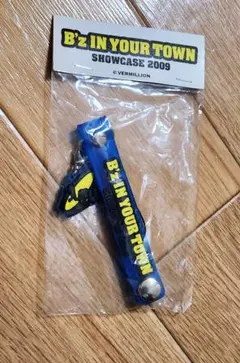 B'z IN YOUR TOWN
SHOWCASE 2009
© VERMILLION
B'z IN YOUR TOWN